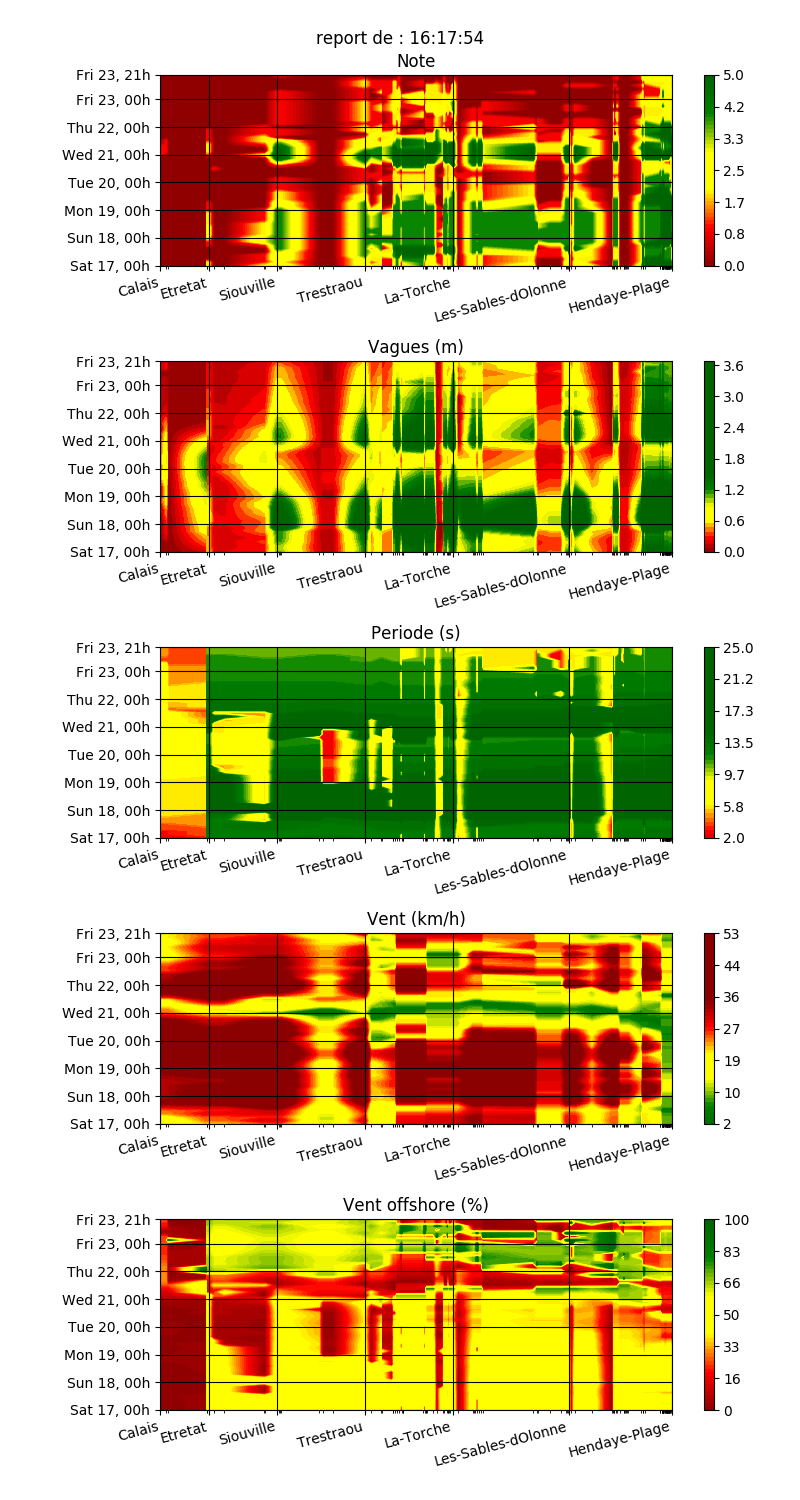 report de : 16:17:54
Note
Fri 23, 21h
Fri 23, 00h
Thu 22, 00h
Wed 21, 00h
Tue 20, 00h
Mon 19, 00h
Sun 18, 00h
Sat 17, 00h
Calais Etretat Siouville Trestraou La-Torche Les-Sables-dOlonne Hendaye-Plage
5.0
4.2
3.3
2.5
1.7
0.8
0.0
Vagues (m)
Fri 23, 21h
Fri 23, 00h
Thu 22, 00h
Wed 21, 00h
Tue 20, 00h
Mon 19, 00h
Sun 18, 00h
Sat 17, 00h
Calais Etretat Siouville Trestraou La-Torche Les-Sables-dOlonne Hendaye-Plage
3.6
3.0
2.4
1.8
1.2
0.6
0.0
Periode (s)
Fri 23, 21h
Fri 23, 00h
Thu 22, 00h
Wed 21, 00h
Tue 20, 00h
Mon 19, 00h
Sun 18, 00h
Sat 17, 00h
Calais Etretat Siouville Trestraou La-Torche Les-Sables-dOlonne Hendaye-Plage
25.0
21.2
17.3
13.5
9.7
5.8
2.0
Vent (km/h)
Fri 23, 21h
Fri 23, 00h
Thu 22, 00h
Wed 21, 00h
Tue 20, 00h
Mon 19, 00h
Sun 18, 00h
Sat 17, 00h
Calais Etretat Siouville Trestraou La-Torche Les-Sables-dOlonne Hendaye-Plage
53
44
36
27
19
10
2
Vent offshore (%)
Fri 23, 21h
Fri 23, 00h
Thu 22, 00h
Wed 21, 00h
Tue 20, 00h
Mon 19, 00h
Sun 18, 00h
Sat 17, 00h
Calais Etretat Siouville Trestraou La-Torche Les-Sables-dOlonne Hendaye-Plage
100
83
66
50
33
16
0